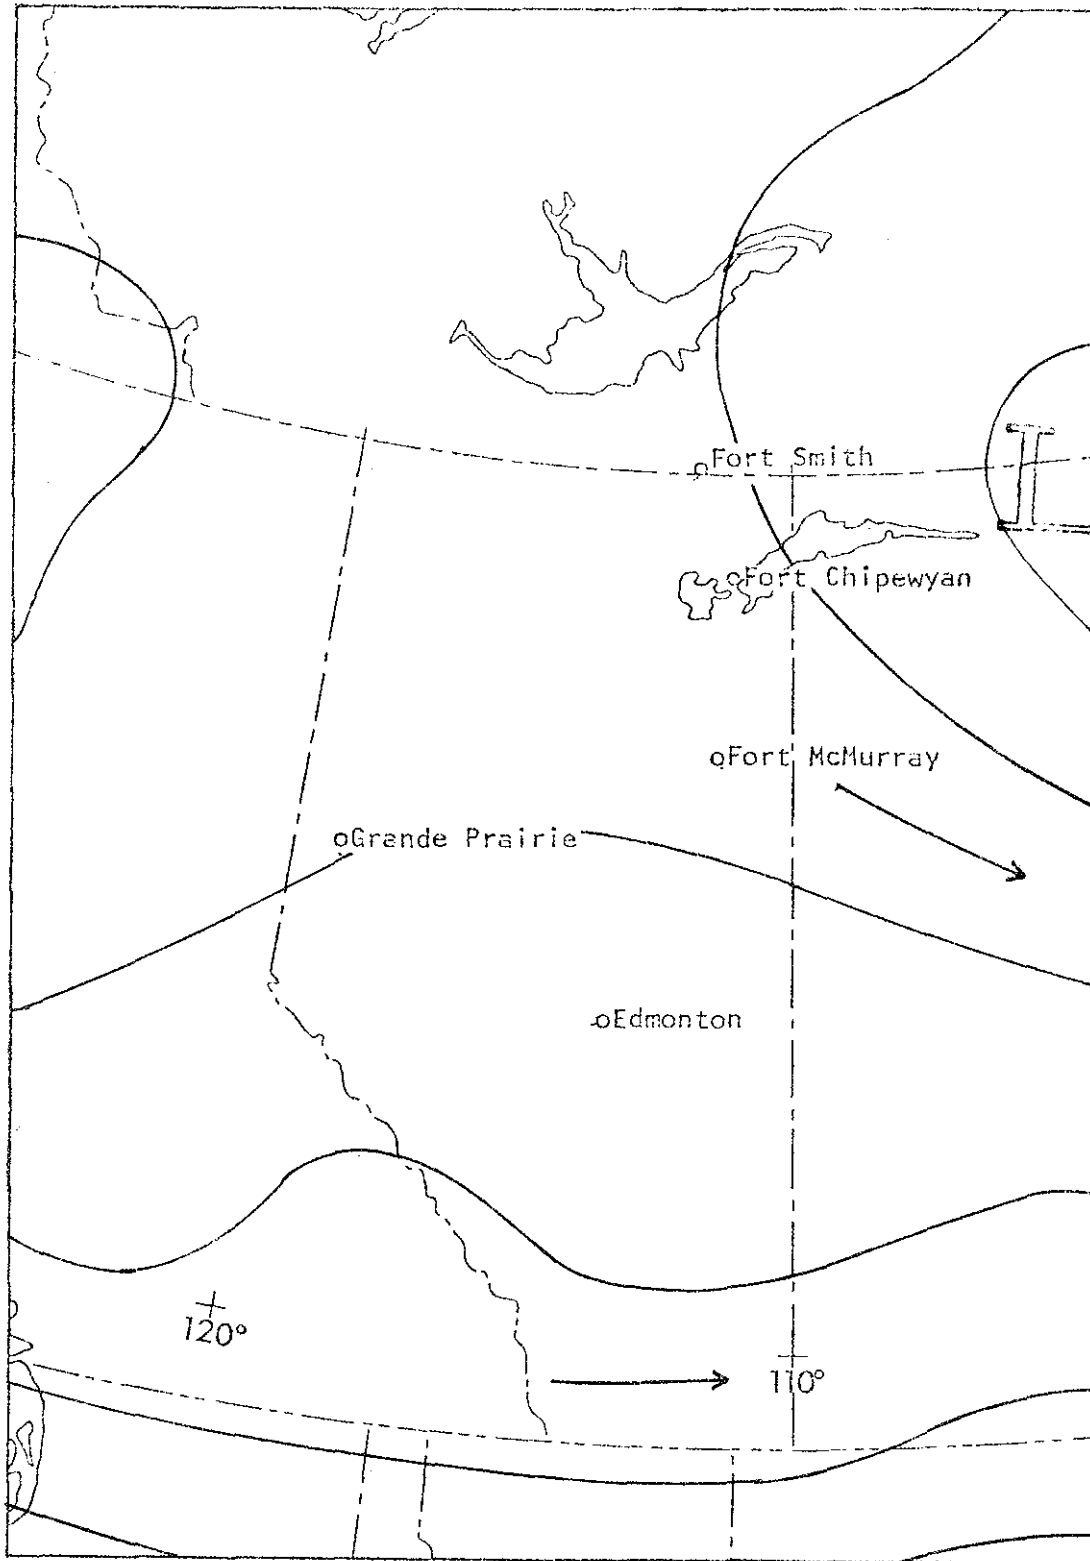 Fort Smith
L
Fort Chipewyan
Fort McMurray
Grande Prairie
Edmonton
120°
110°